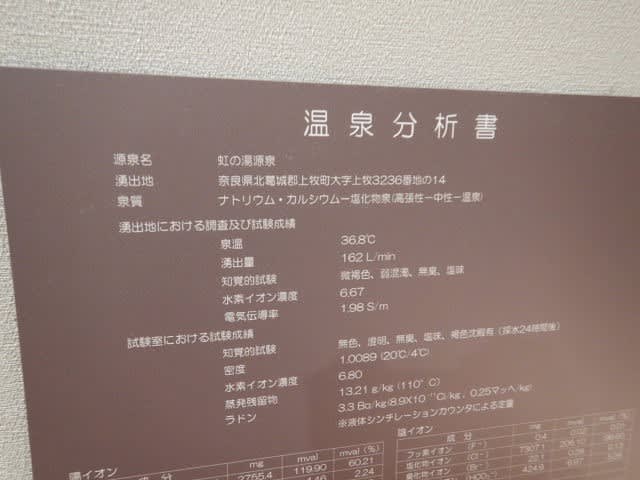 温泉分析書
源泉名 虹の湯源泉
湧出地 奈良県北葛城郡上牧町大字上牧3236番地の14
泉質 ナトリウム・カルシウムー塩化物泉(高張性ー中性ー温泉)
湧出地における調査及び試験成績
泉温 36.8℃
湧出量 162 L/min
知覚的試験 微褐色、弱混濁、無臭、塩味
水素イオン濃度 6.67
電気伝導率 1.98 S/m
試験室における試験成績
知覚的試験 無色、澄明、無臭、塩味、褐色沈殿有(採水24時間後)
密度 1.0089 (20℃/4℃)
水素イオン濃度 6.80
蒸発残留物 13.21 g/kg (110°C)
ラドン 3.3 Bq/kg(8.9X10⁻¹¹Ci/kg, 0.25マッヘ/kg)
※液体シンチレーションカウンタによる定量
陽イオン
成分 mg mval mval (%)
2755.4 119.90 60.21
2.24
陰イオン
成分
フッ素イオン (F⁻) 0.4
塩化物イオン (Cl⁻) 7307.1 206.10
(Br⁻)